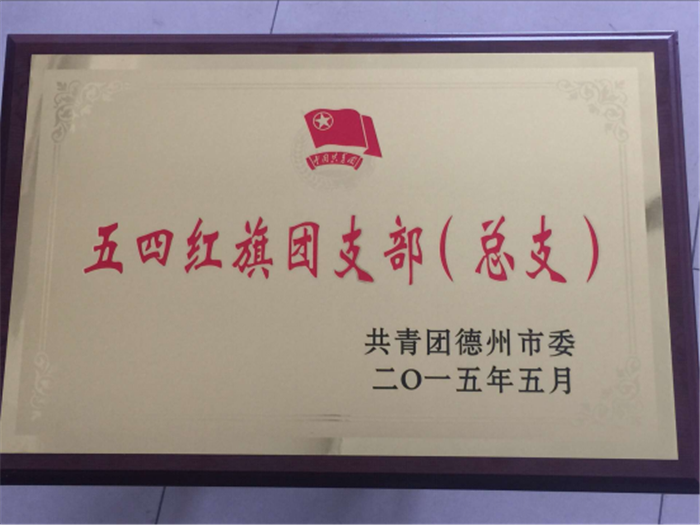 中国共青团
五四红旗团支部（总支）
共青团德州市委
二O一五年五月